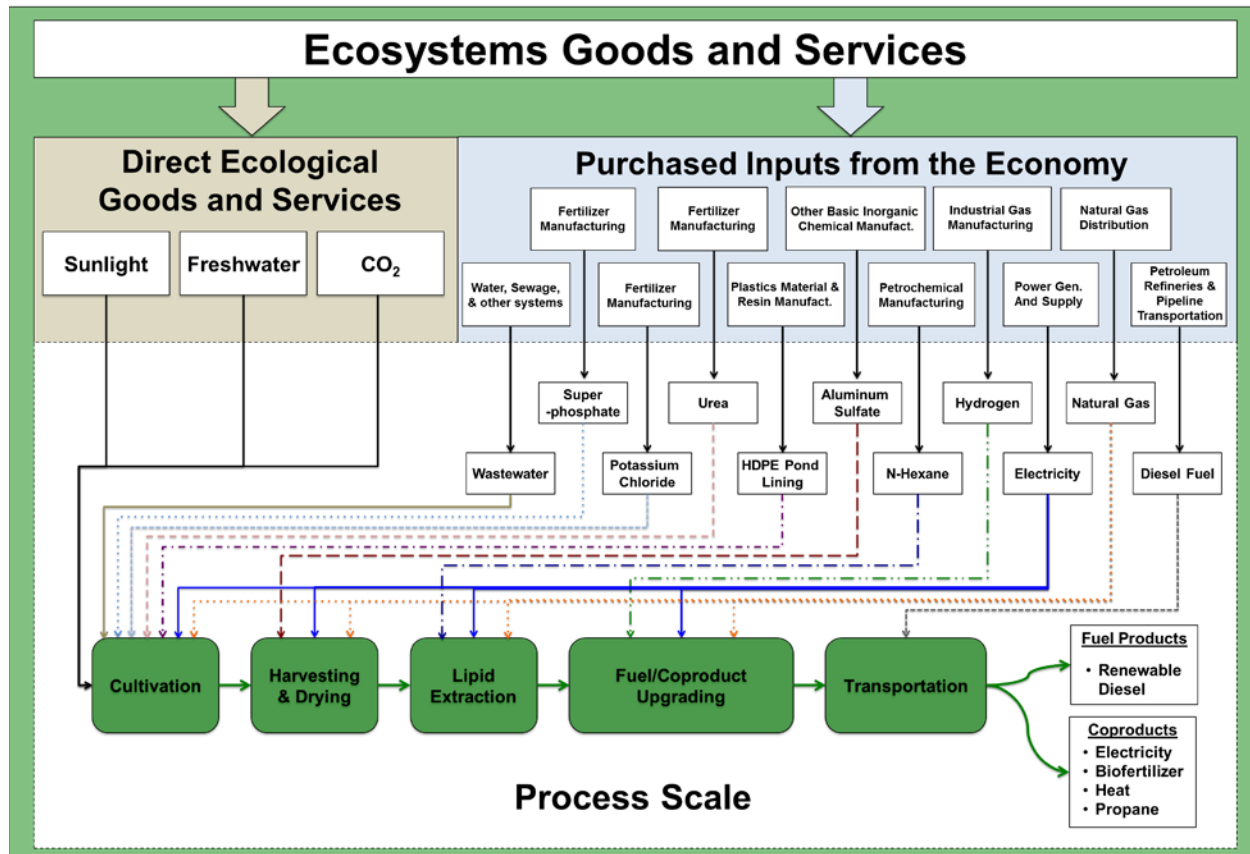 Ecosystems Goods and Services
Direct Ecological
Goods and Services
Sunlight
Freshwater
CO₂
Purchased Inputs from the Economy
Fertilizer
Manufacturing
Fertilizer
Manufacturing
Other Basic Inorganic
Chemical Manufact.
Industrial Gas
Manufacturing
Natural Gas
Distribution
Water, Sewage,
& other systems
Fertilizer
Manufacturing
Plastics Material &
Resin Manufact.
Petrochemical
Manufacturing
Power Gen.
And Supply
Petroleum
Refineries &
Pipeline
Transportation
Super
-phosphate
Urea
Aluminum
Sulfate
Hydrogen
Natural Gas
Wastewater
Potassium
Chloride
HDPE Pond
Lining
N-Hexane
Electricity
Diesel Fuel
Cultivation
Harvesting
& Drying
Lipid
Extraction
Fuel/Coproduct
Upgrading
Transportation
Fuel Products
• Renewable
Diesel
Coproducts
• Electricity
• Biofertilizer
• Heat
• Propane
Process Scale